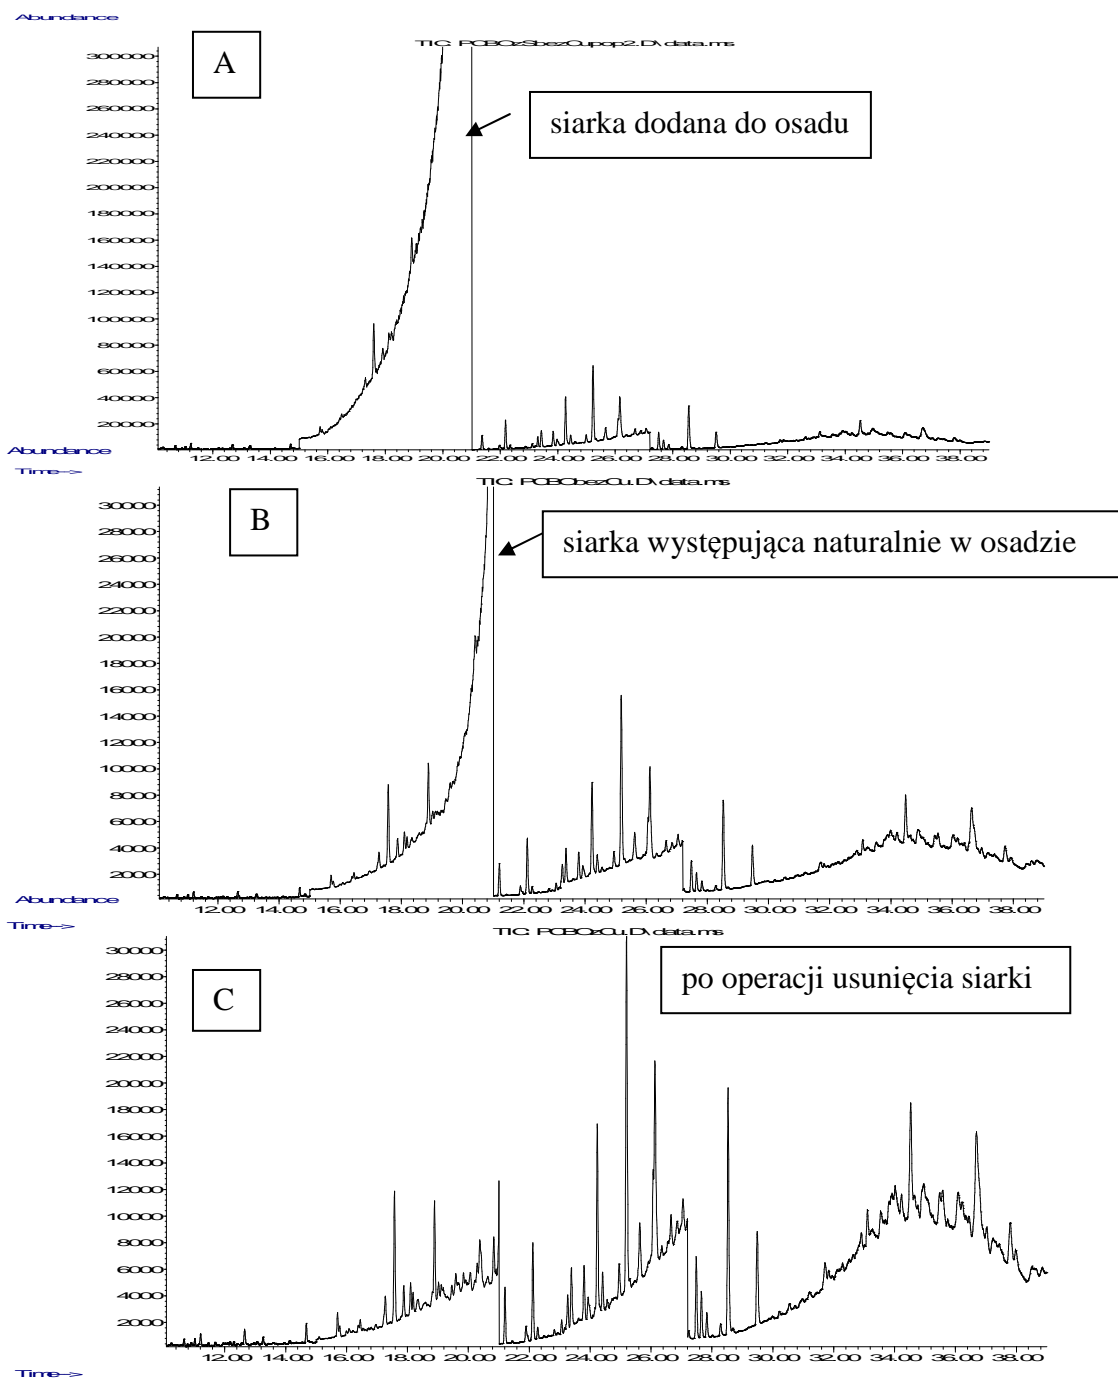 Abundance
TIC: PCBOzSbezCupop2.D\data.ms
A
siarka dodana do osadu
300000
280000
260000
240000
220000
200000
180000
160000
140000
120000
100000
80000
60000
40000
20000
12.00 14.00 16.00 18.00 20.00 22.00 24.00 26.00 28.00 30.00 32.00 34.00 36.00 38.00
Time-->
Abundance
TIC: PCBObezCu.D\data.ms
B
siarka występująca naturalnie w osadzie
30000
28000
26000
24000
22000
20000
18000
16000
14000
12000
10000
8000
6000
4000
2000
12.00 14.00 16.00 18.00 20.00 22.00 24.00 26.00 28.00 30.00 32.00 34.00 36.00 38.00
Time-->
Abundance
TIC: PCBOzCu.D\data.ms
C
po operacji usunięcia siarki
30000
28000
26000
24000
22000
20000
18000
16000
14000
12000
10000
8000
6000
4000
2000
12.00 14.00 16.00 18.00 20.00 22.00 24.00 26.00 28.00 30.00 32.00 34.00 36.00 38.00
Time-->